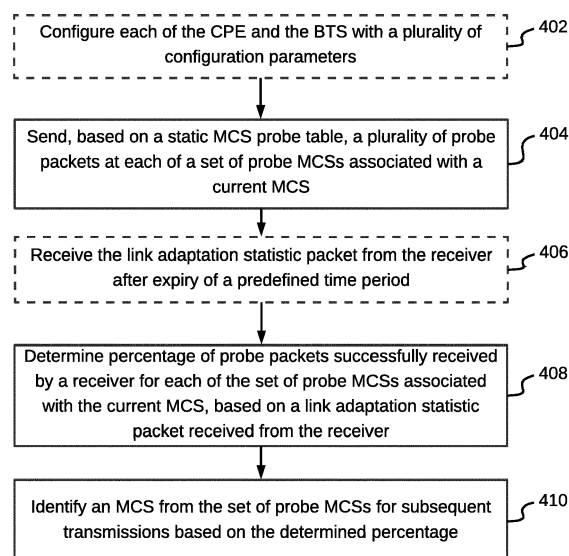 Configure each of the CPE and the BTS with a plurality of
configuration parameters
402
Send, based on a static MCS probe table, a plurality of probe
packets at each of a set of probe MCSs associated with a
current MCS
404
Receive the link adaptation statistic packet from the receiver
after expiry of a predefined time period
406
Determine percentage of probe packets successfully received
by a receiver for each of the set of probe MCSs associated
with the current MCS, based on a link adaptation statistic
packet received from the receiver
408
Identify an MCS from the set of probe MCSs for subsequent
transmissions based on the determined percentage
410